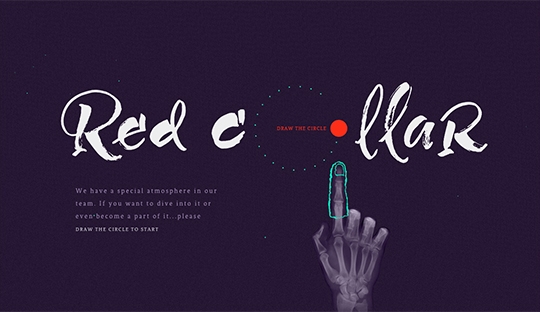 Red c llaR
DRAW THE CIRCLE
We have a special atmosphere in our
team. If you want to dive into it or
even become a part of it...please
DRAW THE CIRCLE TO START